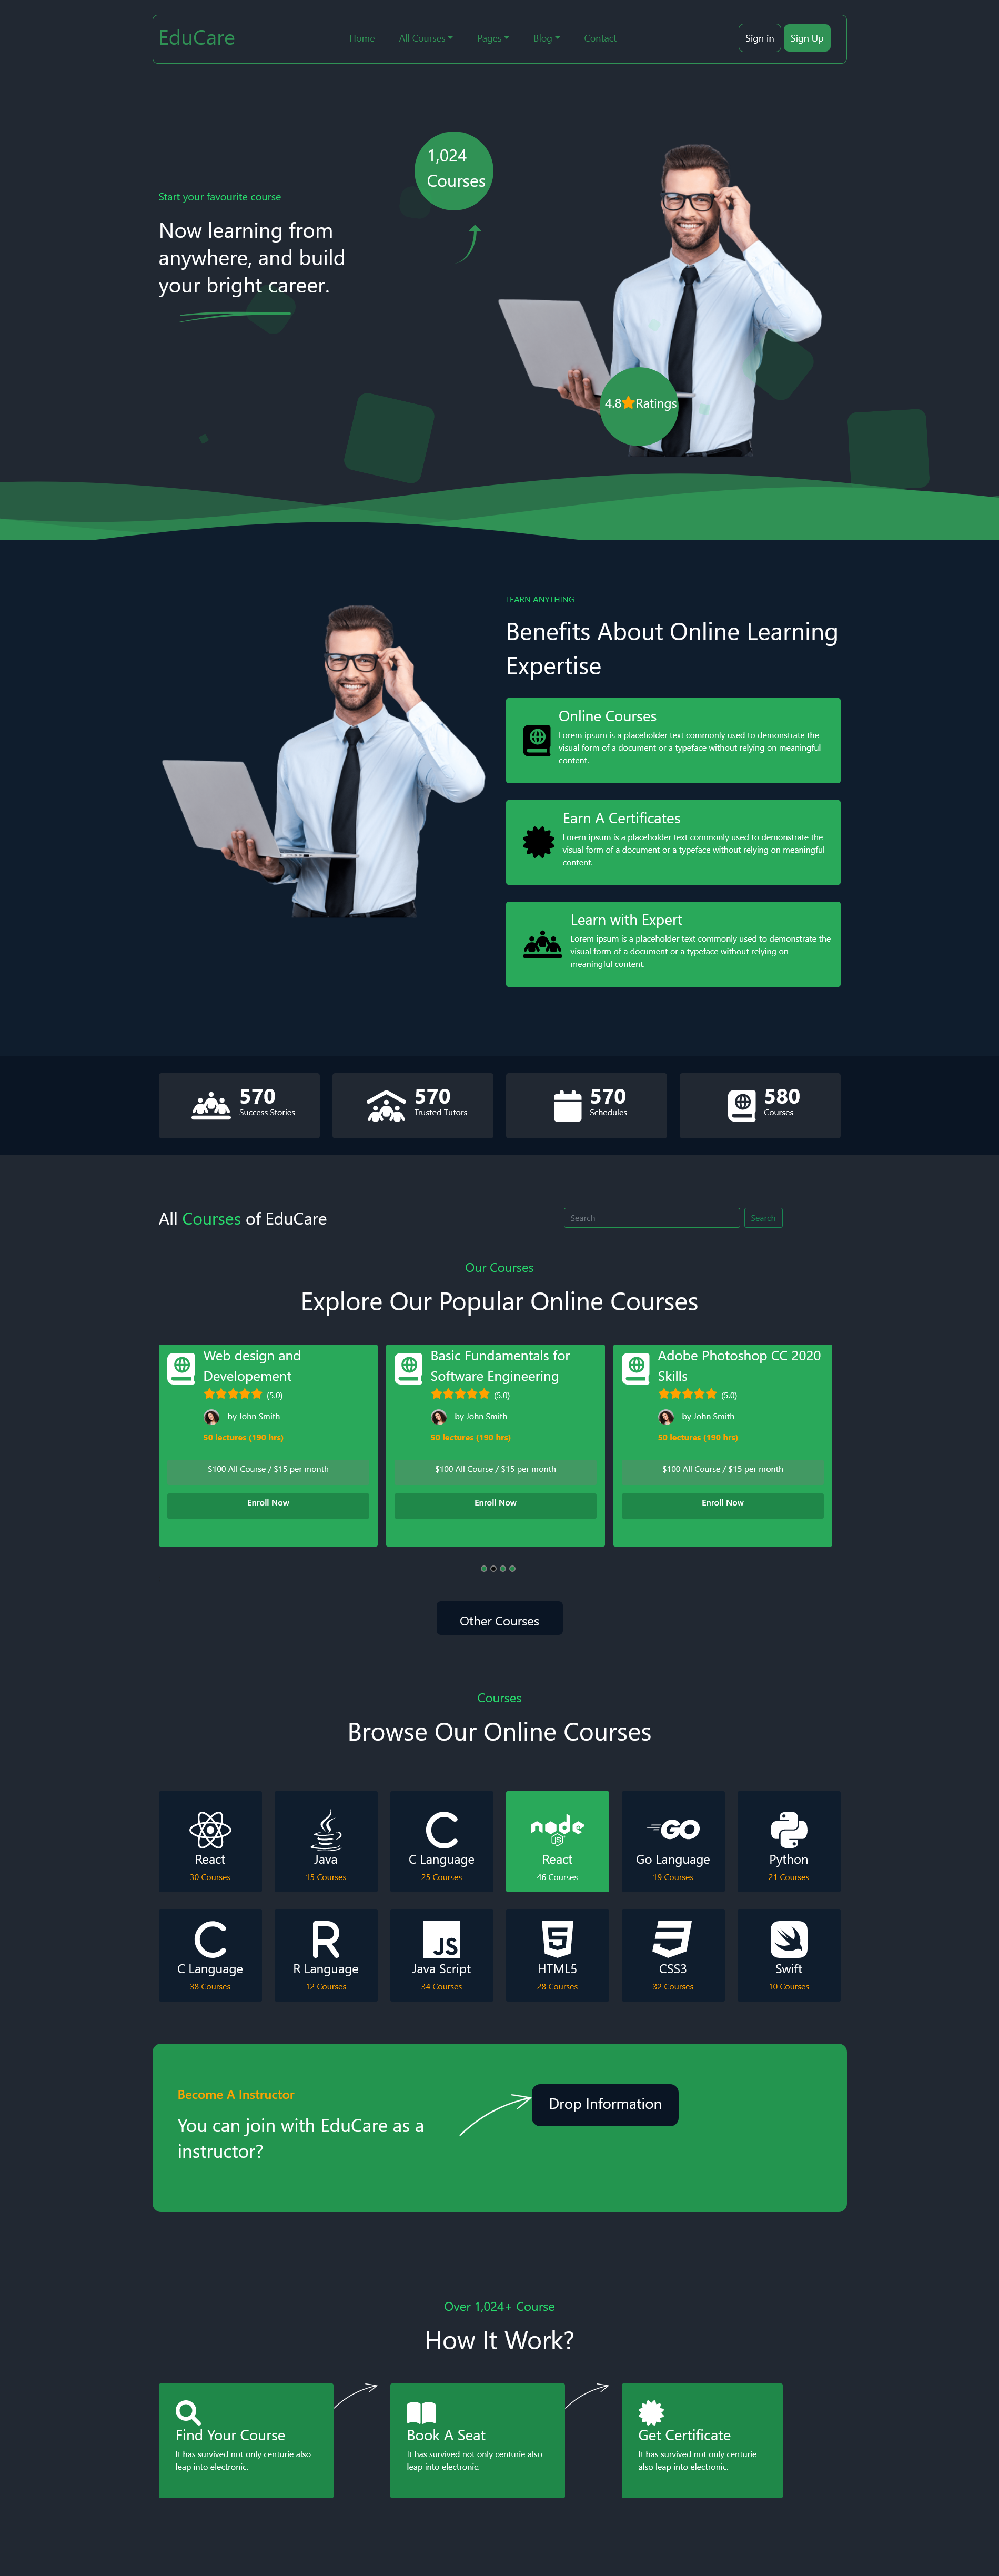 EduCare
Home
All Courses
Pages
Blog
Contact
Sign in
Sign Up
1,024
Courses
Start your favourite course
Now learning from
anywhere, and build
your bright career.
4.8 Ratings
LEARN ANYTHING
Benefits About Online Learning
Expertise
Online Courses
Lorem ipsum is a placeholder text commonly used to demonstrate the
visual form of a document or a typeface without relying on meaningful
content.
Earn A Certificates
Lorem ipsum is a placeholder text commonly used to demonstrate the
visual form of a document or a typeface without relying on meaningful
content.
Learn with Expert
Lorem ipsum is a placeholder text commonly used to demonstrate the
visual form of a document or a typeface without relying on
meaningful content.
570
Success Stories
570
Trusted Tutors
570
Schedules
580
Courses
All Courses of EduCare
Search
Search
Our Courses
Explore Our Popular Online Courses
Web design and
Developement
(5.0)
by John Smith
50 lectures (190 hrs)
$100 All Course / $15 per month
Enroll Now
Basic Fundamentals for
Software Engineering
(5.0)
by John Smith
50 lectures (190 hrs)
$100 All Course / $15 per month
Enroll Now
Adobe Photoshop CC 2020
Skills
(5.0)
by John Smith
50 lectures (190 hrs)
$100 All Course / $15 per month
Enroll Now
Other Courses
Courses
Browse Our Online Courses
React
30 Courses
Java
15 Courses
C
C Language
25 Courses
node
JS
React
46 Courses
GO
Go Language
19 Courses
Python
21 Courses
C
C Language
38 Courses
R
R Language
12 Courses
JS
Java Script
34 Courses
5
HTML5
28 Courses
3
CSS3
32 Courses
Swift
10 Courses
Become A Instructor
You can join with EduCare as a
instructor?
Drop Information
Over 1,024+ Course
How It Work?
Find Your Course
It has survived not only centurie also
leap into electronic.
Book A Seat
It has survived not only centurie also
leap into electronic.
Get Certificate
It has survived not only centurie
also leap into electronic.